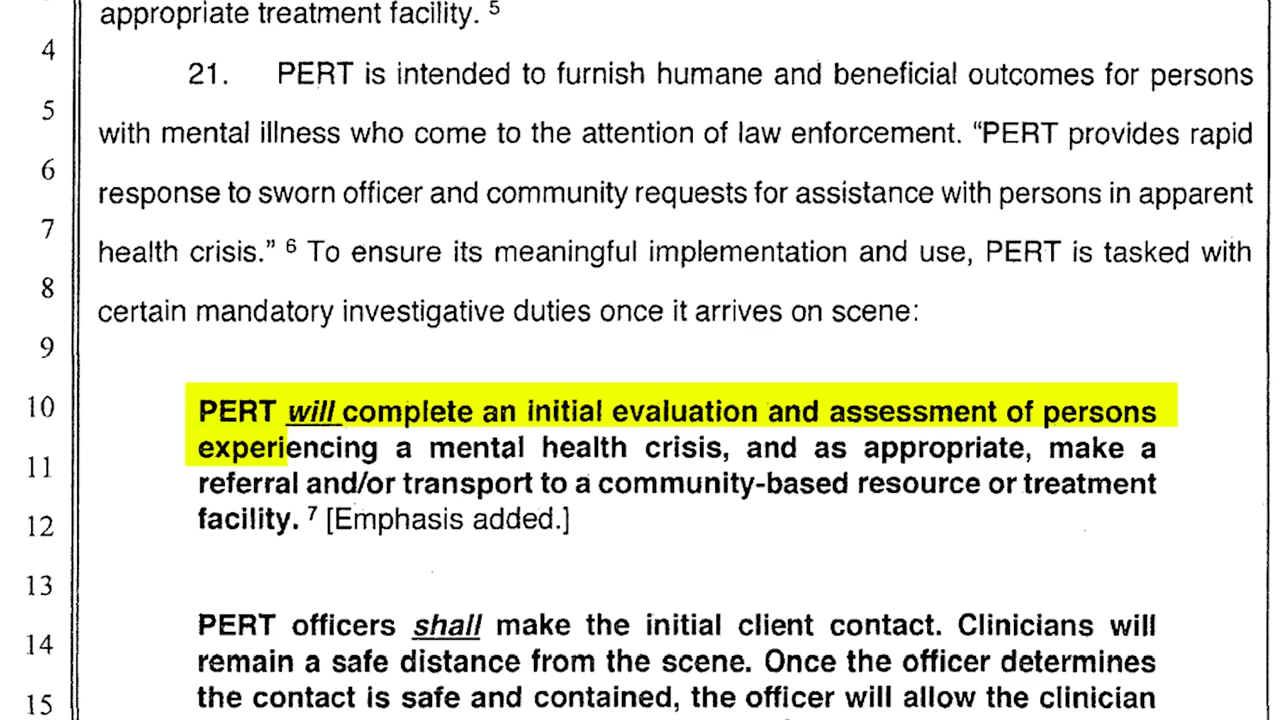 appropriate treatment facility. 5
4
21. PERT is intended to furnish humane and beneficial outcomes for persons
5
with mental illness who come to the attention of law enforcement. “PERT provides rapid
6
response to sworn officer and community requests for assistance with persons in apparent
7
health crisis.” 6 To ensure its meaningful implementation and use, PERT is tasked with
8
certain mandatory investigative duties once it arrives on scene:
9
10 PERT will complete an initial evaluation and assessment of persons
experiencing a mental health crisis, and as appropriate, make a
11
referral and/or transport to a community-based resource or treatment
12 facility. 7 [Emphasis added.]
13
PERT officers shall make the initial client contact. Clinicians will
14
remain a safe distance from the scene. Once the officer determines
15 the contact is safe and contained, the officer will allow the clinician